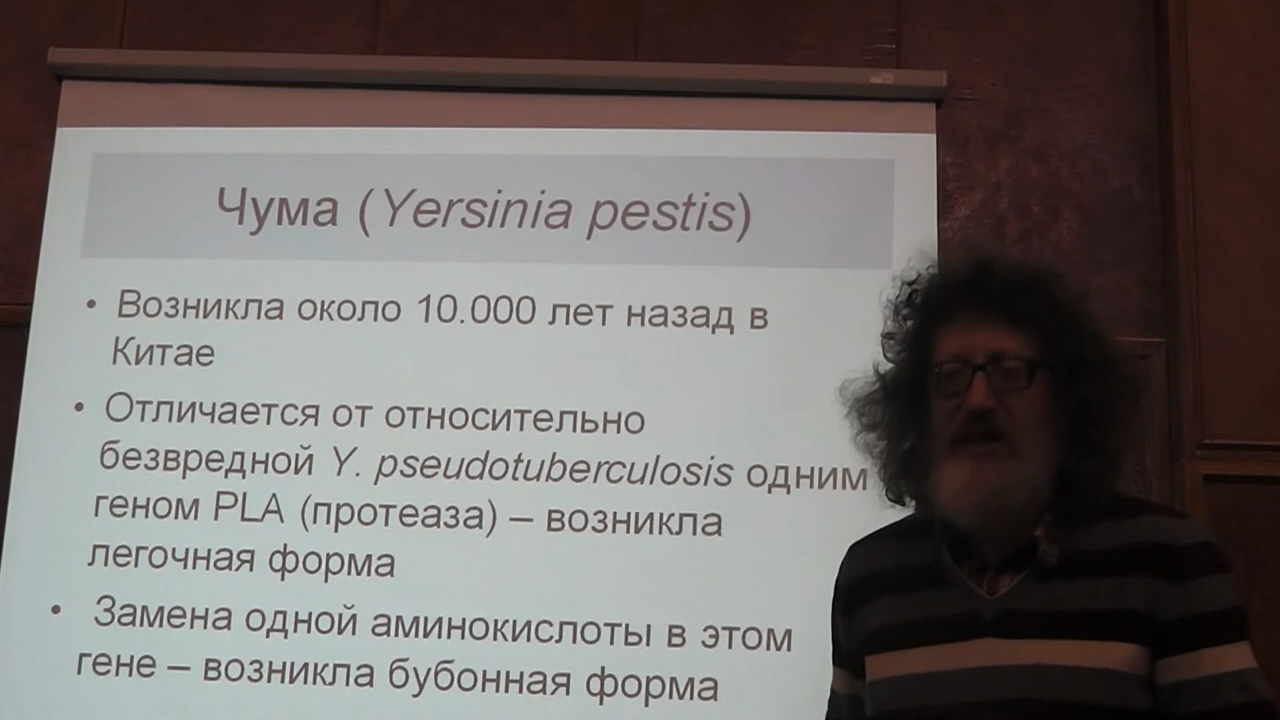 Чума (Yersinia pestis)
• Возникла около 10.000 лет назад в
Китае
• Отличается от относительно
безвредной Y. pseudotuberculosis одним
геном PLA (протеаза) – возникла
легочная форма
• Замена одной аминокислоты в этом
гене – возникла бубонная форма